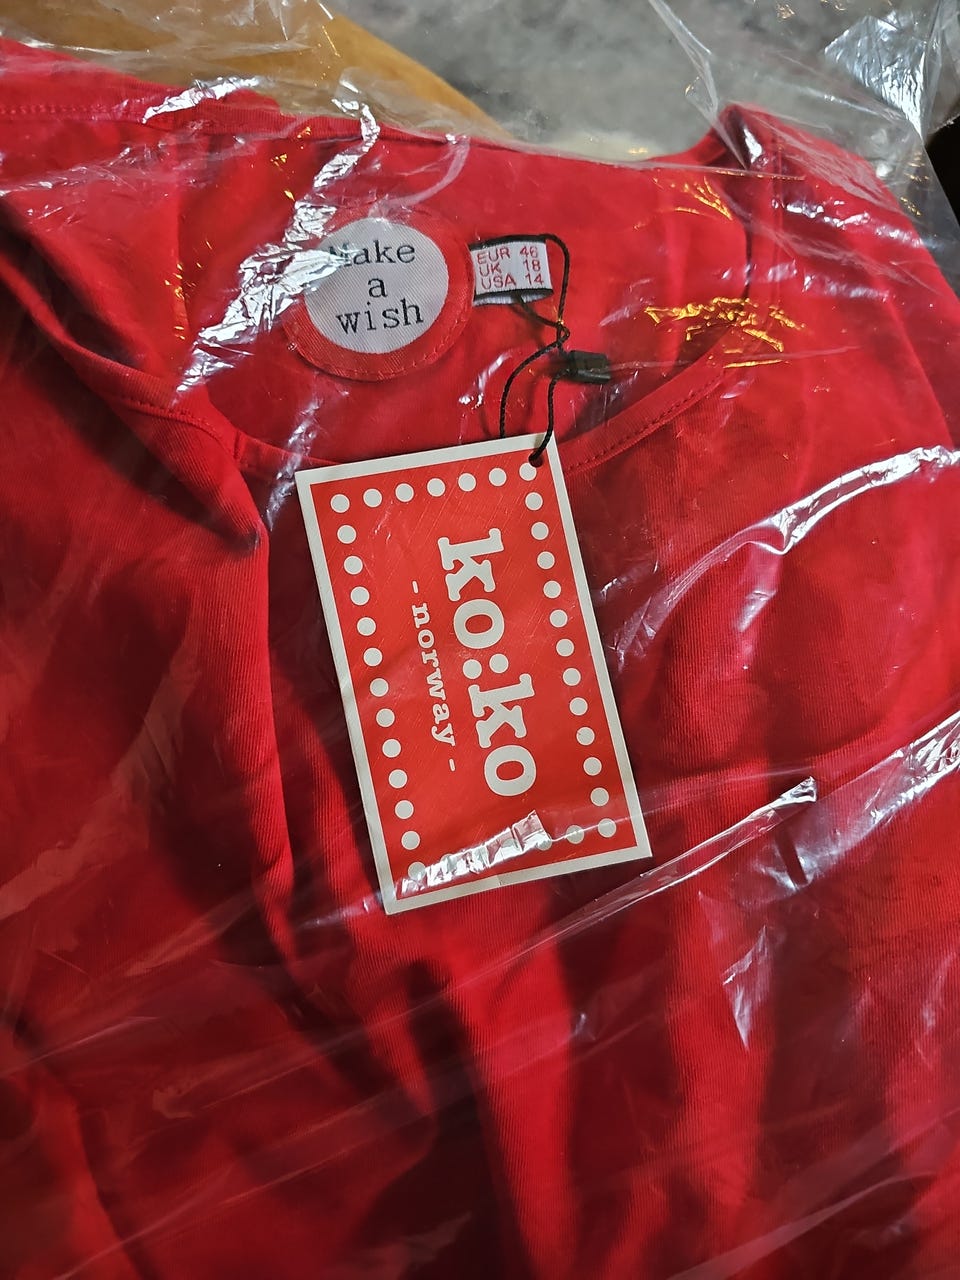 Make
a
wish
EUR 46
UK 18
USA 14
ko:ko
- norway -